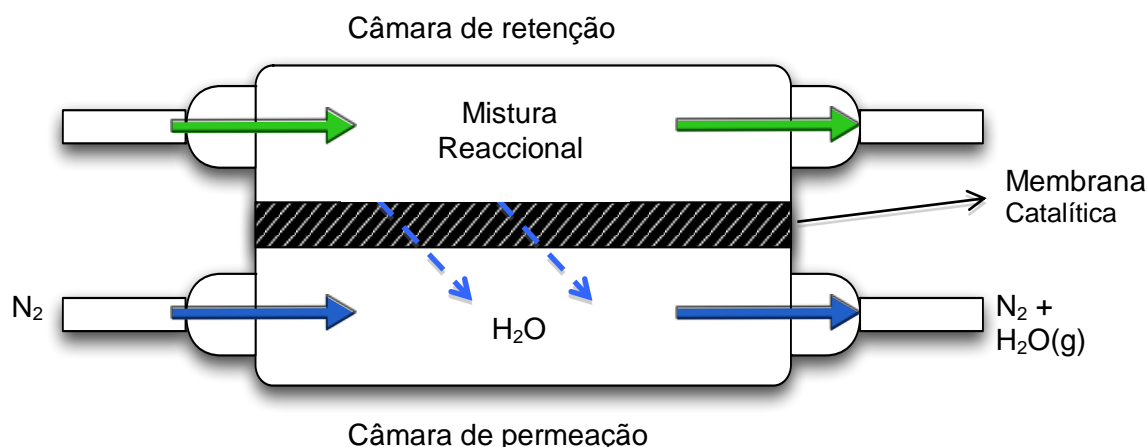 Câmara de retenção
Mistura
Reaccional
Membrana
Catalítica
N₂
H₂O
N₂ +
H₂O(g)
Câmara de permeação